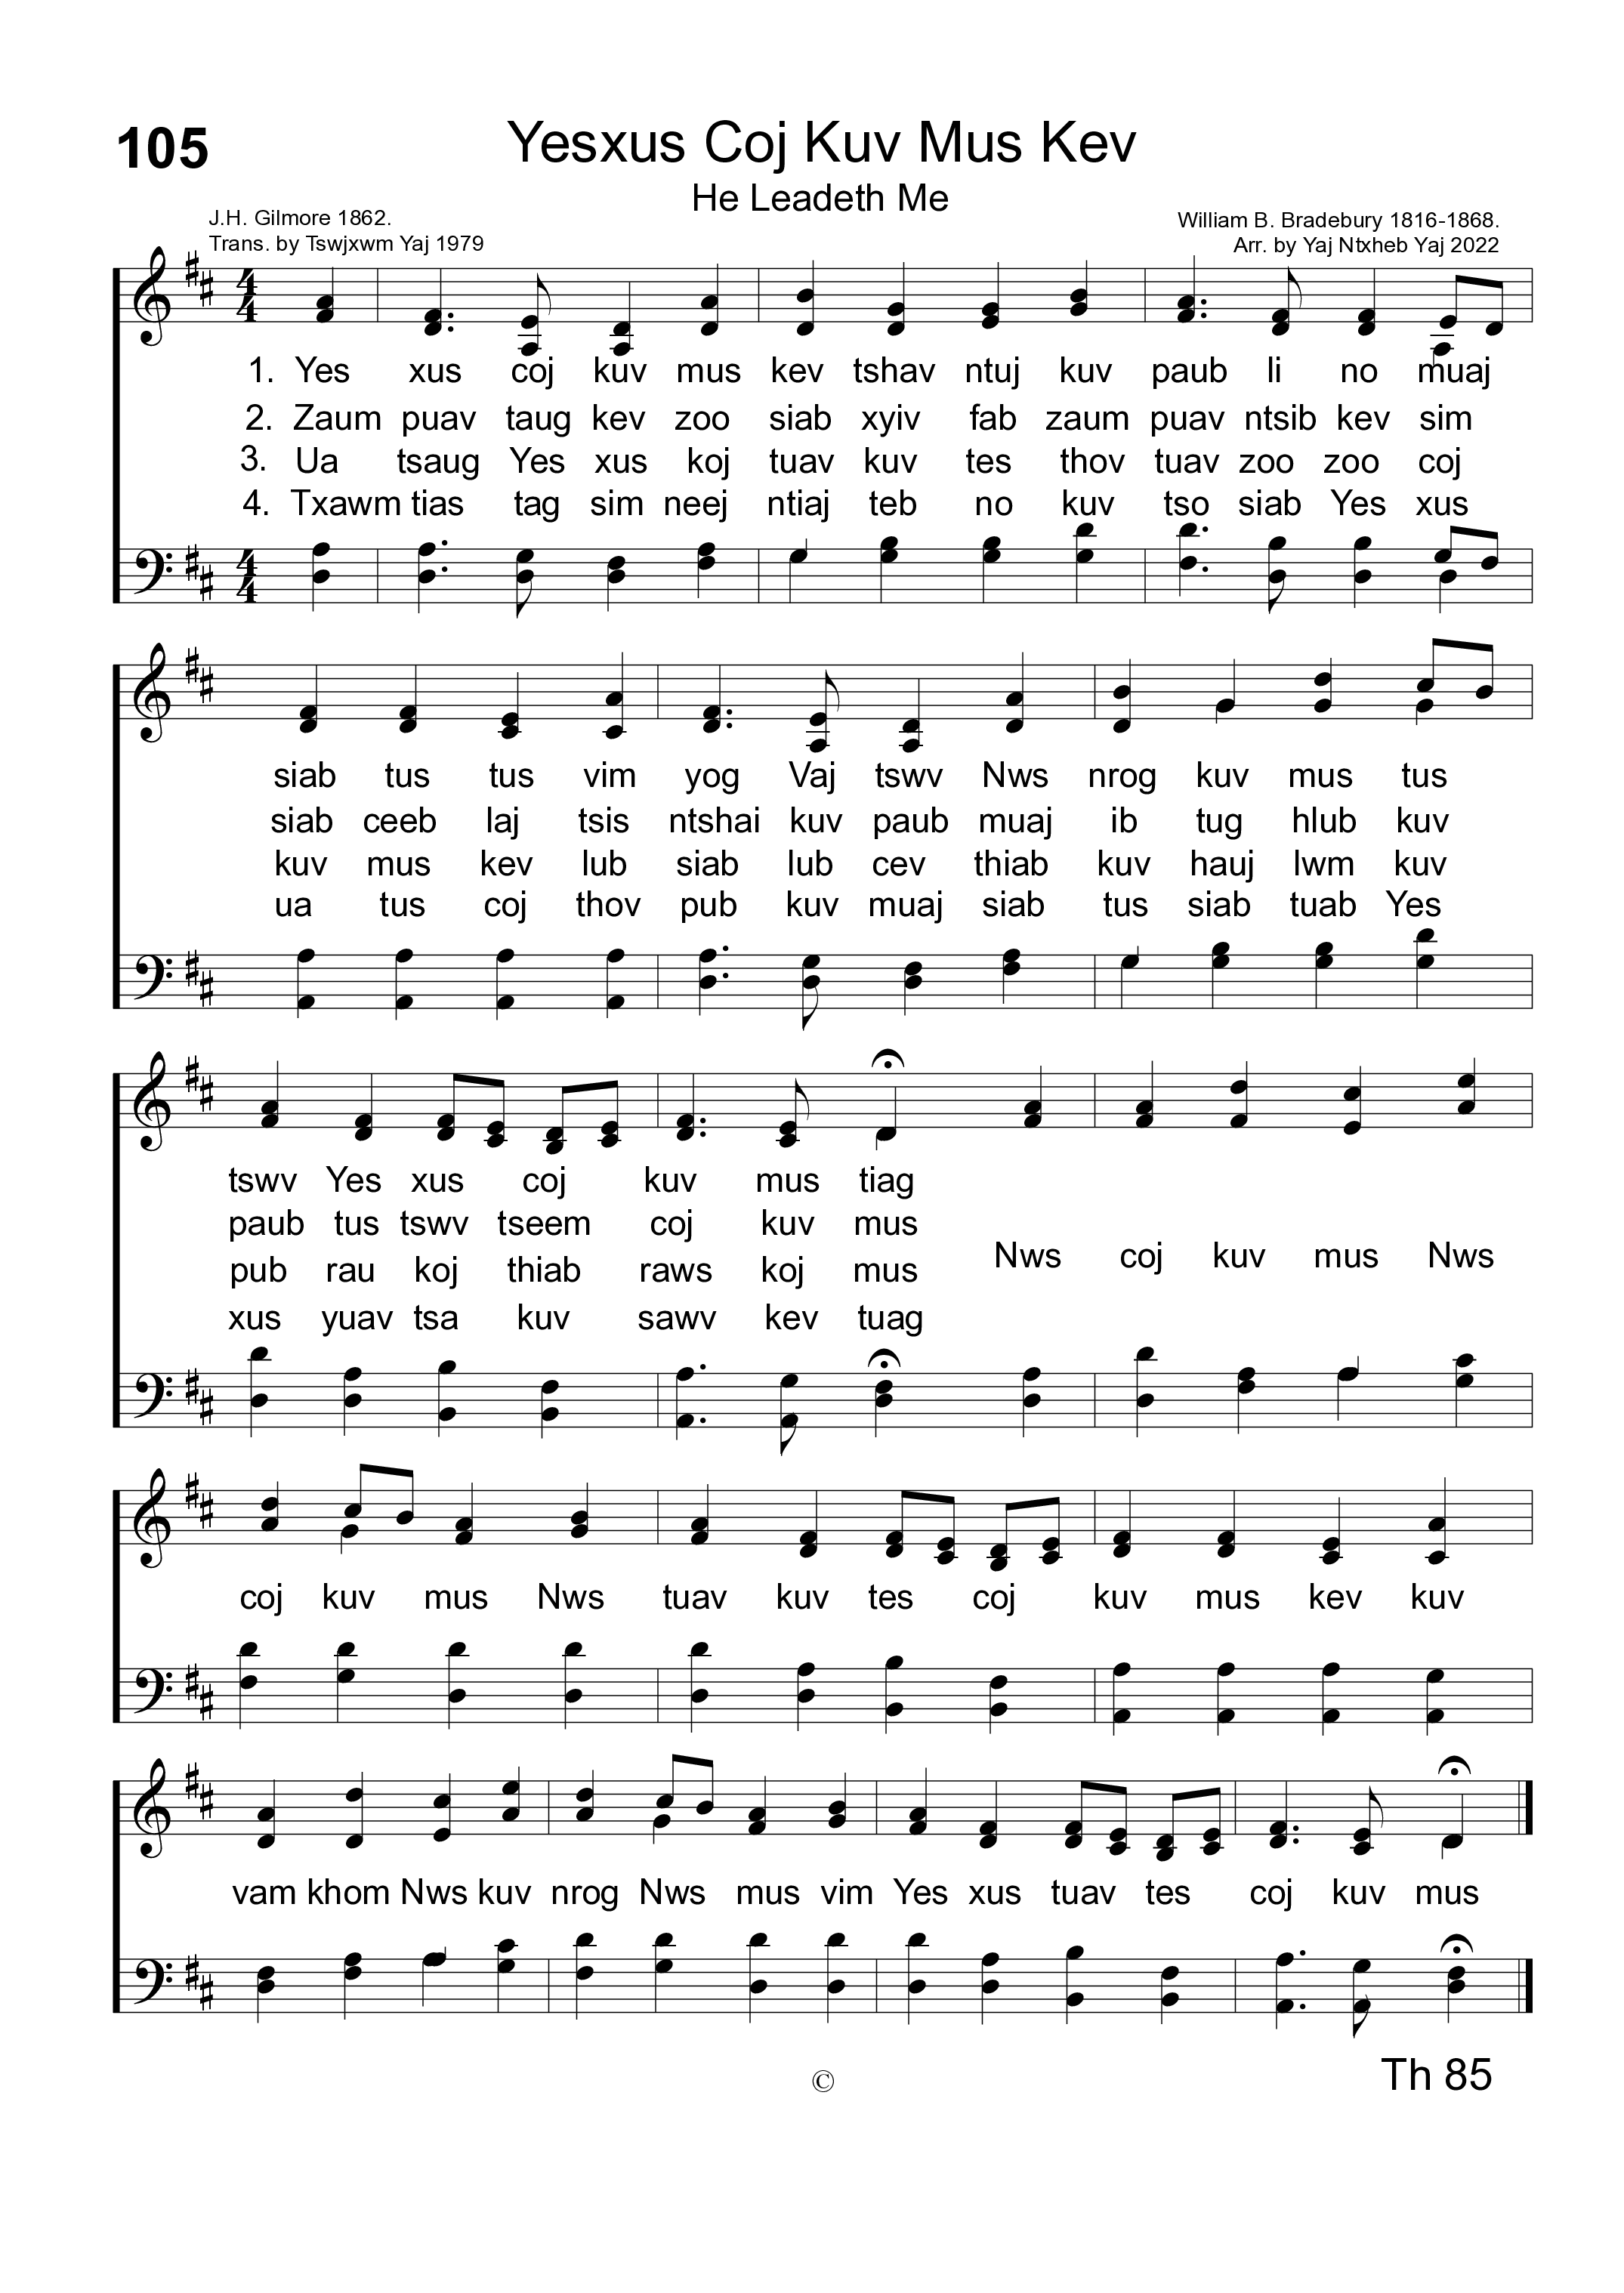 105
Yesxus Coj Kuv Mus Kev
He Leadeth Me
J.H. Gilmore 1862.
Trans. by Tswjxwm Yaj 1979
William B. Bradebury 1816-1868.
Arr. by Yaj Ntxheb Yaj 2022
4
4
1. Yes xus coj kuv mus kev tshav ntuj kuv paub li no muaj
2. Zaum puav taug kev zoo siab xyiv fab zaum puav ntsib kev sim
3. Ua tsaug Yes xus koj tuav kuv tes thov tuav zoo zoo coj
4. Txawm tias tag sim neej ntiaj teb no kuv tso siab Yes xus
4
4
siab tus tus vim yog Vaj tswv Nws nrog kuv mus tus
siab ceeb laj tsis ntshai kuv paub muaj ib tug hlub kuv
kuv mus kev lub siab lub cev thiab kuv hauj lwm kuv
ua tus coj thov pub kuv muaj siab tus siab tuab Yes
tswv Yes xus coj kuv mus tiag
paub tus tswv tseem coj kuv mus
pub rau koj thiab raws koj mus
xus yuav tsa kuv sawv kev tuag
Nws coj kuv mus Nws
coj kuv mus Nws tuav kuv tes coj kuv mus kev kuv
vam khom Nws kuv nrog Nws mus vim Yes xus tuav tes coj kuv mus
©
Th 85